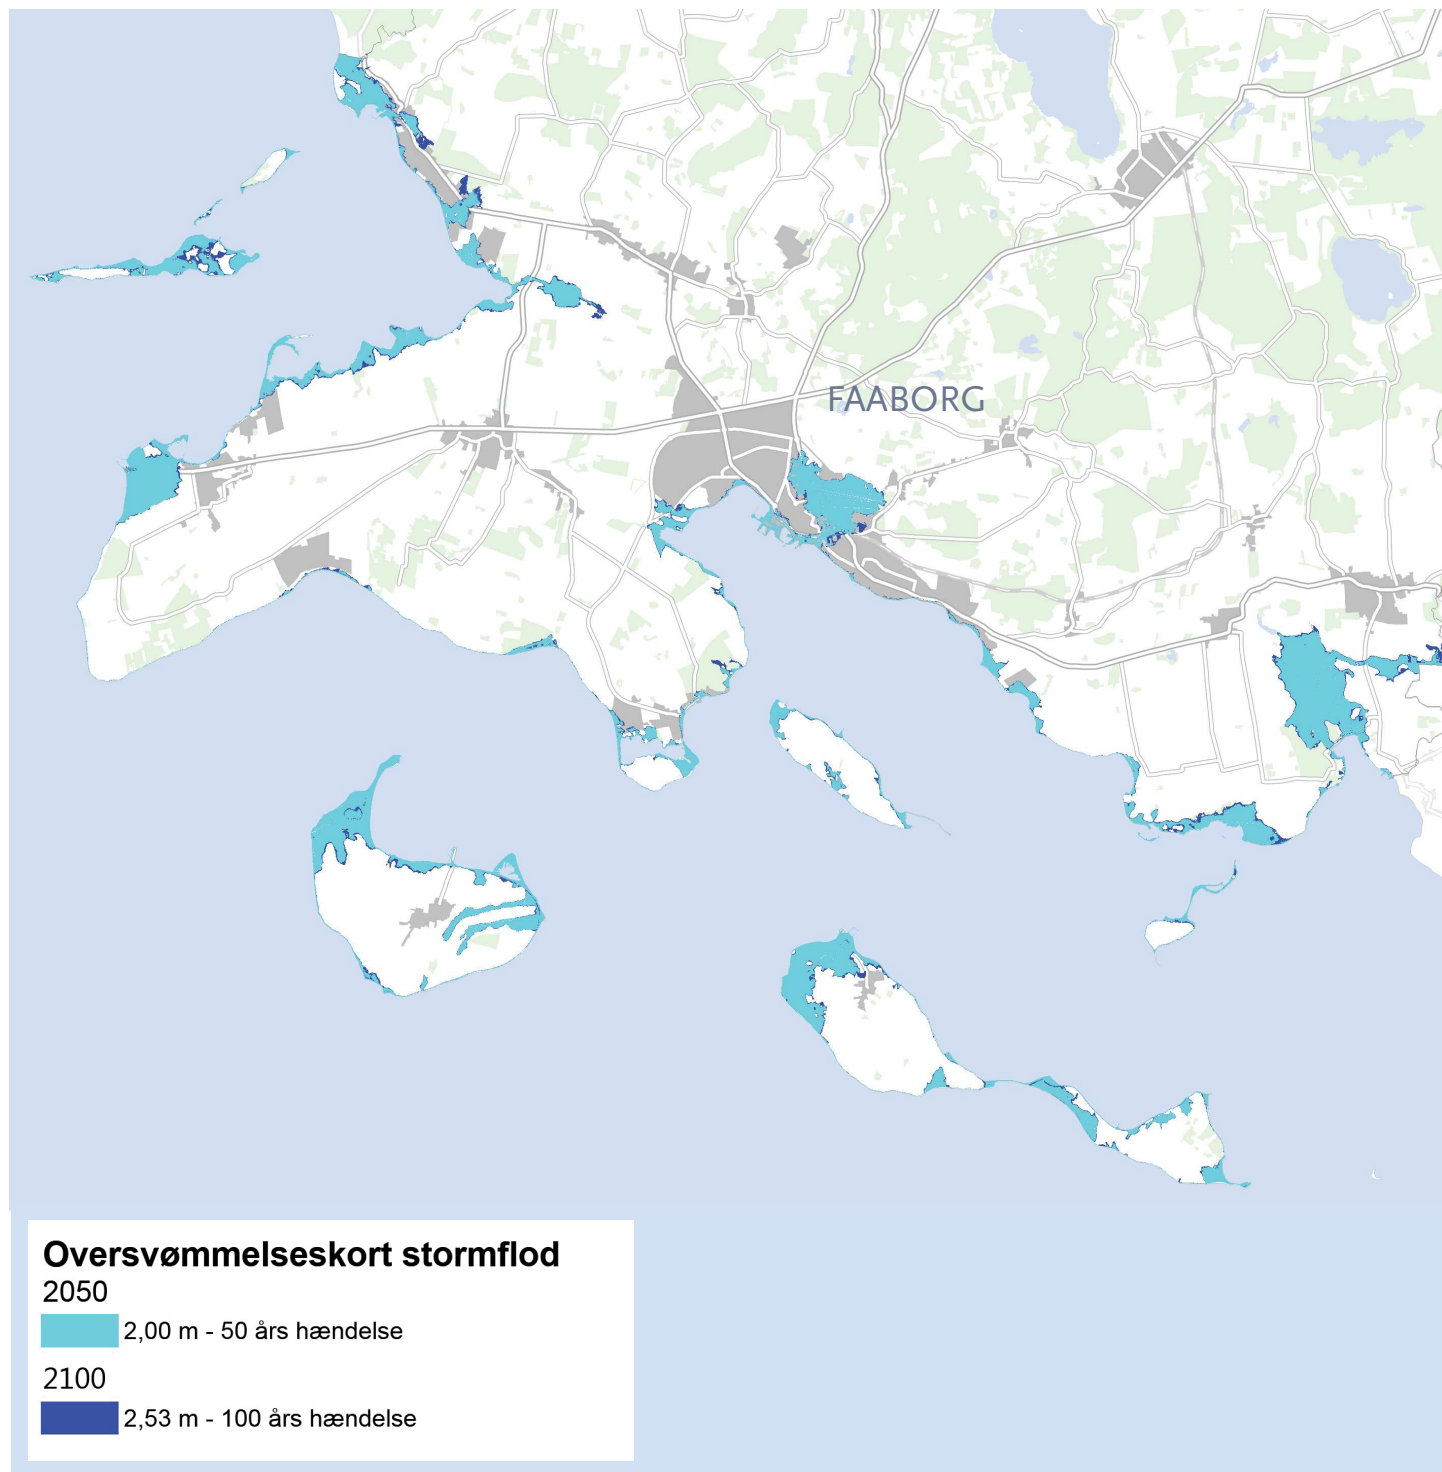 FAABORG
Oversvømmelseskort stormflod
2050
2,00 m - 50 års hændelse
2100
2,53 m - 100 års hændelse